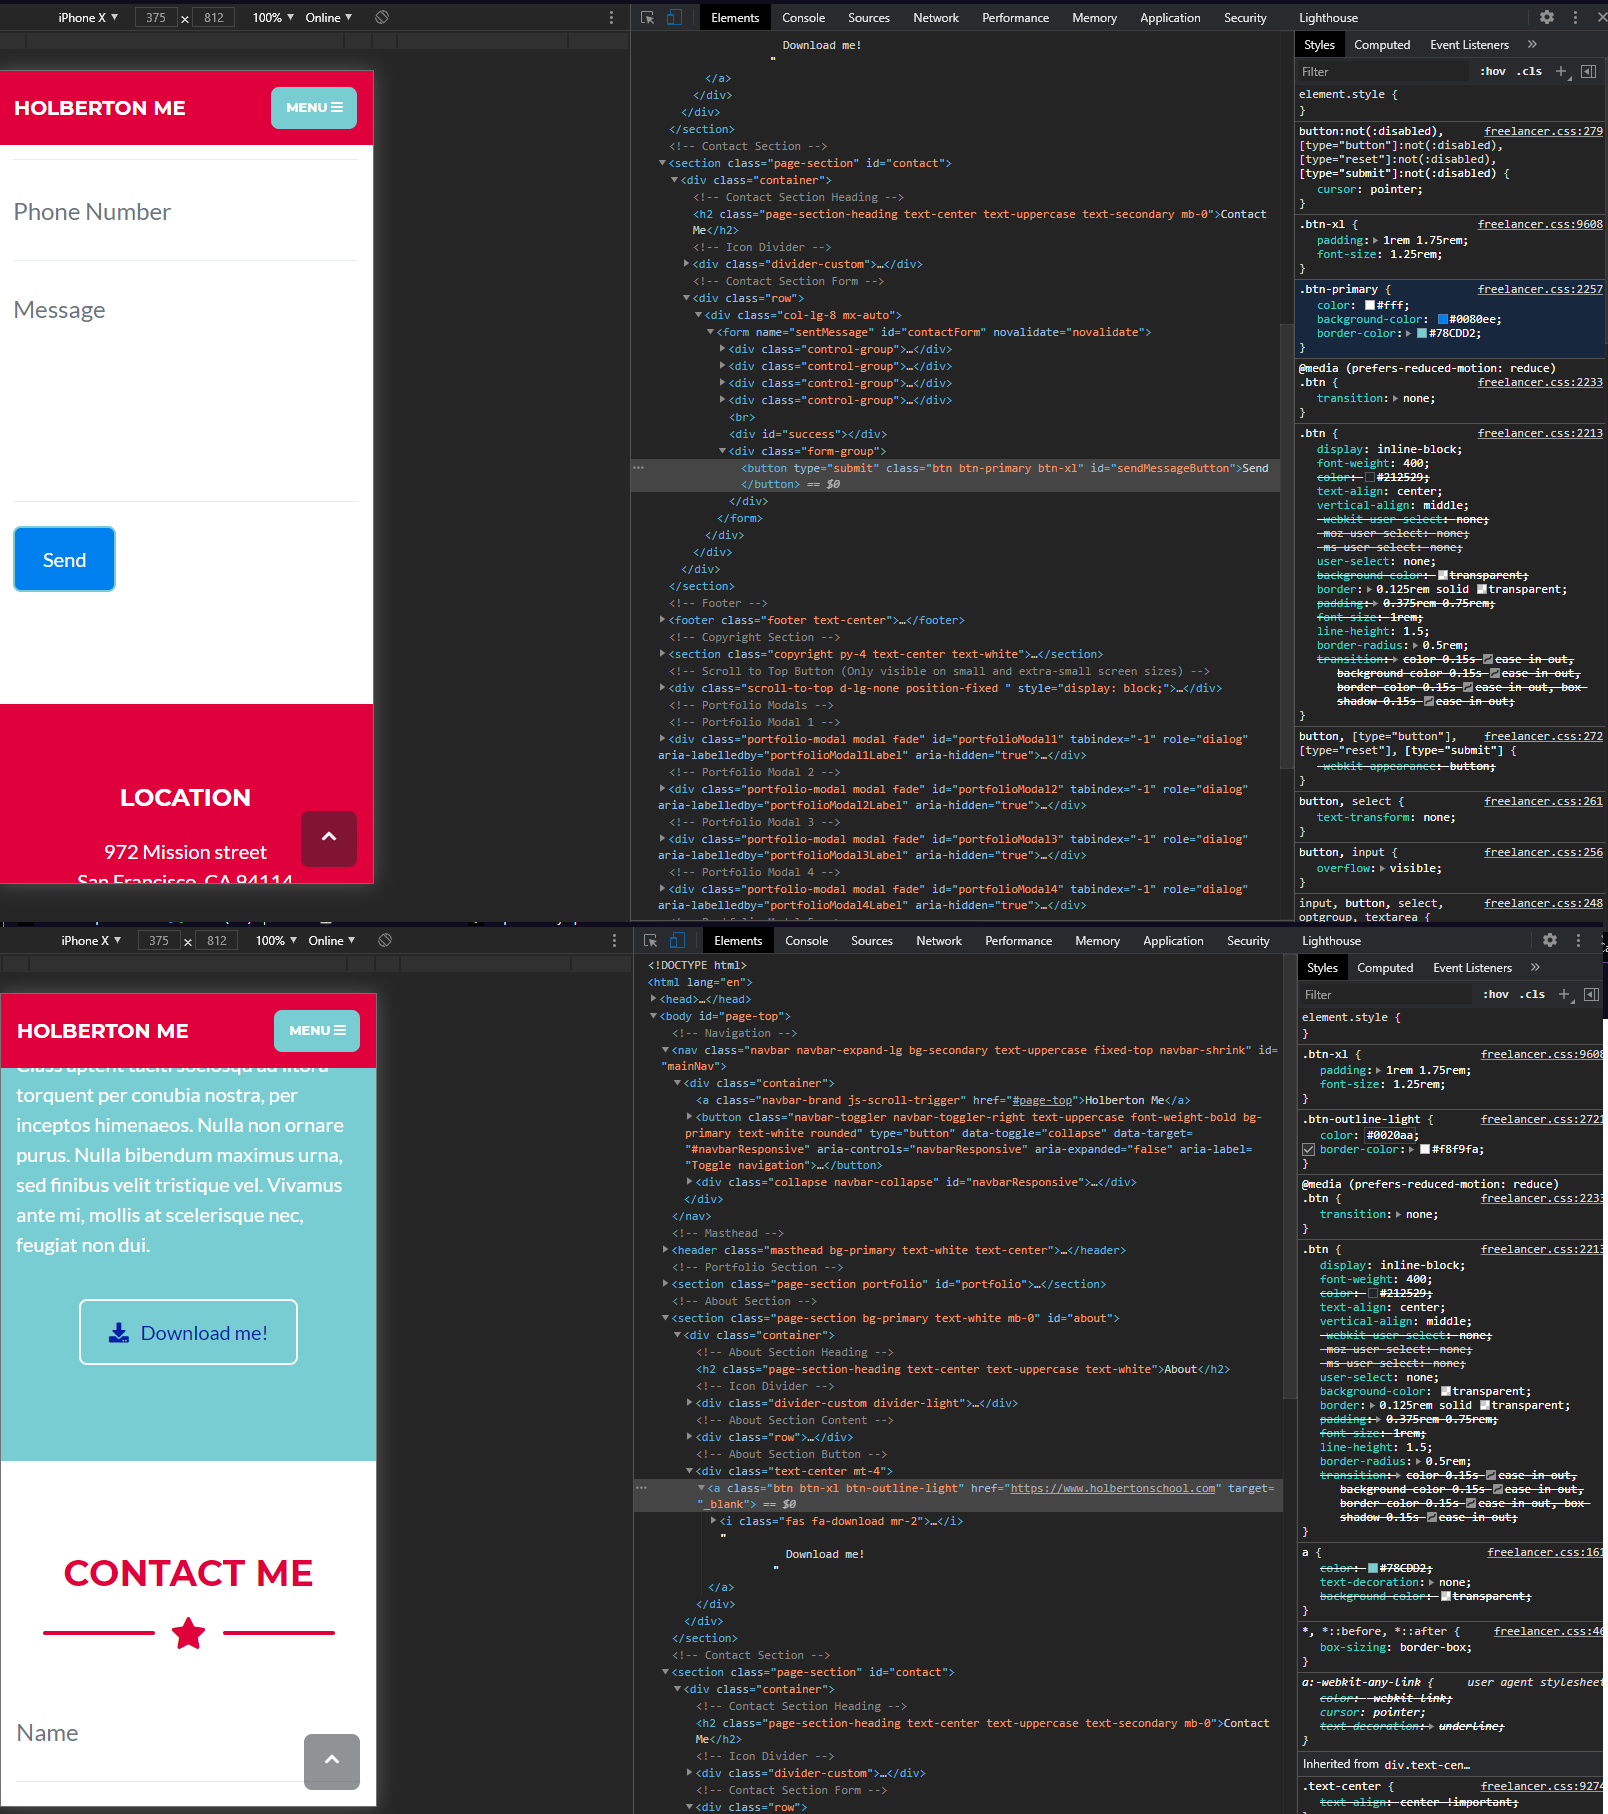 iPhone X ▼ 375 × 812 100% ▼ Online ▼
HOLBERTON ME MENU
Phone Number
Message
Send
LOCATION
972 Mission street
San Francisco, CA 94114
Elements Console Sources Network Performance Memory Application Security Lighthouse
Download me!
"
</a>
</div>
</div>
</section>
<!-- Contact Section -->
<section class="page-section" id="contact">
<div class="container">
<!-- Contact Section Heading -->
<h2 class="page-section-heading text-center text-uppercase text-secondary mb-0">Contact
Me</h2>
<!-- Icon Divider -->
<div class="divider-custom">…</div>
<!-- Contact Section Form -->
<div class="row">
<div class="col-lg-8 mx-auto">
<form name="sentMessage" id="contactForm" novalidate="novalidate">
<div class="control-group">…</div>
<div class="control-group">…</div>
<div class="control-group">…</div>
<div class="control-group">…</div>
<br>
<div id="success"></div>
<div class="form-group">
<button type="submit" class="btn btn-primary btn-xl" id="sendMessageButton">Send
</button> == $0
</div>
</form>
</div>
</div>
</div>
</section>
<!-- Footer -->
<footer class="footer text-center">…</footer>
<!-- Copyright Section -->
<section class="copyright py-4 text-center text-white">…</section>
<!-- Scroll to Top Button (Only visible on small and extra-small screen sizes) -->
<div class="scroll-to-top d-lg-none position-fixed " style="display: block;">…</div>
<!-- Portfolio Modals -->
<!-- Portfolio Modal 1 -->
<div class="portfolio-modal modal fade" id="portfolioModal1" tabindex="-1" role="dialog"
aria-labelledby="portfolioModal1Label" aria-hidden="true">…</div>
<!-- Portfolio Modal 2 -->
<div class="portfolio-modal modal fade" id="portfolioModal2" tabindex="-1" role="dialog"
aria-labelledby="portfolioModal2Label" aria-hidden="true">…</div>
<!-- Portfolio Modal 3 -->
<div class="portfolio-modal modal fade" id="portfolioModal3" tabindex="-1" role="dialog"
aria-labelledby="portfolioModal3Label" aria-hidden="true">…</div>
<!-- Portfolio Modal 4 -->
<div class="portfolio-modal modal fade" id="portfolioModal4" tabindex="-1" role="dialog"
aria-labelledby="portfolioModal4Label" aria-hidden="true">…</div>
Styles Computed Event Listeners »
Filter :hov .cls +
element.style {
}
button:not(:disabled), freelancer.css:279
[type="button"]:not(:disabled),
[type="reset"]:not(:disabled),
[type="submit"]:not(:disabled) {
cursor: pointer;
}
.btn-xl { freelancer.css:9608
padding: 1rem 1.75rem;
font-size: 1.25rem;
}
.btn-primary { freelancer.css:2257
color: #fff;
background-color: #0080ee;
border-color: #78CDD2;
}
@media (prefers-reduced-motion: reduce)
.btn { freelancer.css:2233
transition: none;
}
.btn { freelancer.css:2213
display: inline-block;
font-weight: 400;
color: #212529;
text-align: center;
vertical-align: middle;
-webkit-user-select: none;
-moz-user-select: none;
-ms-user-select: none;
user-select: none;
background-color: transparent;
border: 0.125rem solid transparent;
padding: 0.375rem 0.75rem;
font-size: 1rem;
line-height: 1.5;
border-radius: 0.5rem;
transition: color 0.15s ease-in-out,
background-color 0.15s ease-in-out,
border-color 0.15s ease-in-out, box-
shadow 0.15s ease-in-out;
}
button, [type="button"], freelancer.css:272
[type="reset"], [type="submit"] {
-webkit-appearance: button;
}
button, select { freelancer.css:261
text-transform: none;
}
button, input { freelancer.css:256
overflow: visible;
}
input, button, select, freelancer.css:248
optgroup, textarea {
iPhone X ▼ 375 × 812 100% ▼ Online ▼
HOLBERTON ME MENU
Class aptent taciti sociosqu ad litora
torquent per conubia nostra, per
inceptos himenaeos. Nulla non ornare
purus. Nulla bibendum maximus urna,
sed finibus velit tristique vel. Vivamus
ante mi, mollis at scelerisque nec,
feugiat non dui.
Download me!
CONTACT ME
Name
Elements Console Sources Network Performance Memory Application Security Lighthouse
<!DOCTYPE html>
<html lang="en">
<head>…</head>
<body id="page-top">
<!-- Navigation -->
<nav class="navbar navbar-expand-lg bg-secondary text-uppercase fixed-top navbar-shrink" id=
"mainNav">
<div class="container">
<a class="navbar-brand js-scroll-trigger" href="#page-top">Holberton Me</a>
<button class="navbar-toggler navbar-toggler-right text-uppercase font-weight-bold bg-
primary text-white rounded" type="button" data-toggle="collapse" data-target=
"#navbarResponsive" aria-controls="navbarResponsive" aria-expanded="false" aria-label=
"Toggle navigation">…</button>
<div class="collapse navbar-collapse" id="navbarResponsive">…</div>
</div>
</nav>
<!-- Masthead -->
<header class="masthead bg-primary text-white text-center">…</header>
<!-- Portfolio Section -->
<section class="page-section portfolio" id="portfolio">…</section>
<!-- About Section -->
<section class="page-section bg-primary text-white mb-0" id="about">
<div class="container">
<!-- About Section Heading -->
<h2 class="page-section-heading text-center text-uppercase text-white">About</h2>
<!-- Icon Divider -->
<div class="divider-custom divider-light">…</div>
<!-- About Section Content -->
<div class="row">…</div>
<!-- About Section Button -->
<div class="text-center mt-4">
<a class="btn btn-xl btn-outline-light" href="https://www.holbertonschool.com" target=
"_blank"> == $0
<i class="fas fa-download mr-2">…</i>
"
Download me!
"
</a>
</div>
</div>
</section>
<!-- Contact Section -->
<section class="page-section" id="contact">
<div class="container">
<!-- Contact Section Heading -->
<h2 class="page-section-heading text-center text-uppercase text-secondary mb-0">Contact
Me</h2>
<!-- Icon Divider -->
<div class="divider-custom">…</div>
<!-- Contact Section Form -->
<div class="row">
Styles Computed Event Listeners »
Filter :hov .cls +
element.style {
}
.btn-xl { freelancer.css:9608
padding: 1rem 1.75rem;
font-size: 1.25rem;
}
.btn-outline-light { freelancer.css:2721
color: #0020aa;
border-color: #f8f9fa;
}
@media (prefers-reduced-motion: reduce)
.btn { freelancer.css:2233
transition: none;
}
.btn { freelancer.css:2213
display: inline-block;
font-weight: 400;
color: #212529;
text-align: center;
vertical-align: middle;
-webkit-user-select: none;
-moz-user-select: none;
-ms-user-select: none;
user-select: none;
background-color: transparent;
border: 0.125rem solid transparent;
padding: 0.375rem 0.75rem;
font-size: 1rem;
line-height: 1.5;
border-radius: 0.5rem;
transition: color 0.15s ease-in-out,
background-color 0.15s ease-in-out,
border-color 0.15s ease-in-out, box-
shadow 0.15s ease-in-out;
}
a { freelancer.css:161
color: #78CDD2;
text-decoration: none;
background-color: transparent;
}
*, *::before, *::after { freelancer.css:46
box-sizing: border-box;
}
a:-webkit-any-link { user agent stylesheet
color: -webkit-link;
cursor: pointer;
text-decoration: underline;
}
Inherited from div.text-cen…
.text-center { freelancer.css:9274
text-align: center !important;